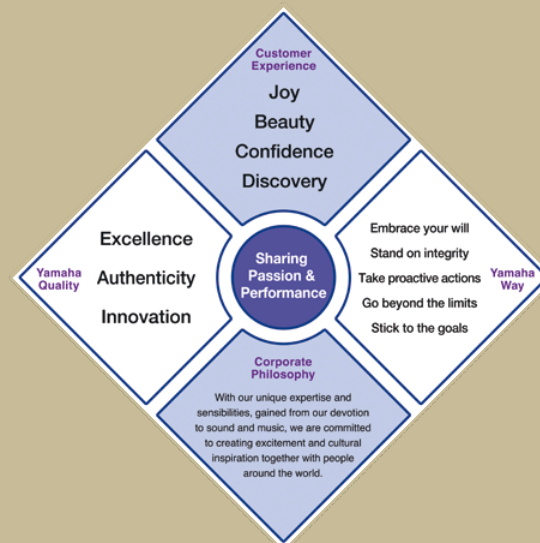 Customer
Experience
Joy
Beauty
Confidence
Discovery
Yamaha
Quality
Excellence
Authenticity
Innovation
Sharing
Passion &
Performance
Embrace your will
Stand on integrity
Take proactive actions
Go beyond the limits
Stick to the goals
Yamaha
Way
Corporate
Philosophy
With our unique expertise and
sensibilities, gained from our devotion
to sound and music, we are committed
to creating excitement and cultural
inspiration together with people
around the world.